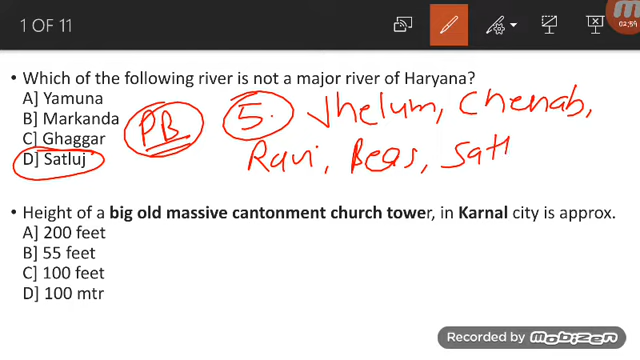 1 OF 11
02:59
• Which of the following river is not a major river of Haryana?
A] Yamuna
B] Markanda
C] Ghaggar
D] Satluj
PB
5. Jhelum, Chenab,
Ravi, Beas, Satl
• Height of a big old massive cantonment church tower, in Karnal city is approx.
A] 200 feet
B] 55 feet
C] 100 feet
D] 100 mtr
Recorded by mobizen